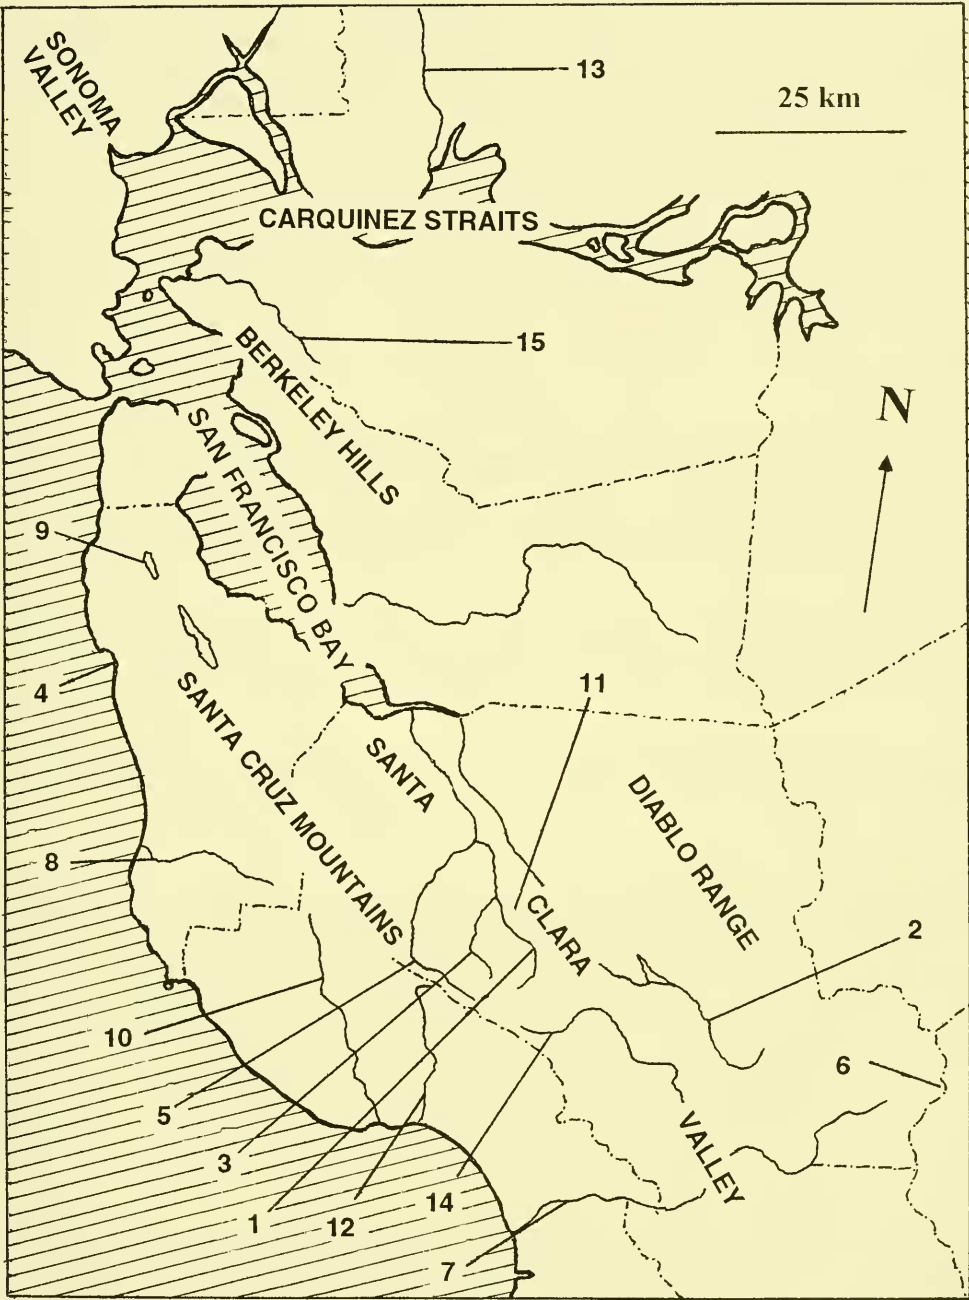 SONOMA
VALLEY
13
25 km
CARQUINEZ STRAITS
15
BERKELEY HILLS
N
SAN FRANCISCO BAY
9
4
11
SANTA CRUZ MOUNTAINS
SANTA
DIABLO RANGE
8
CLARA
2
10
6
5
VALLEY
3
14
1
12
7